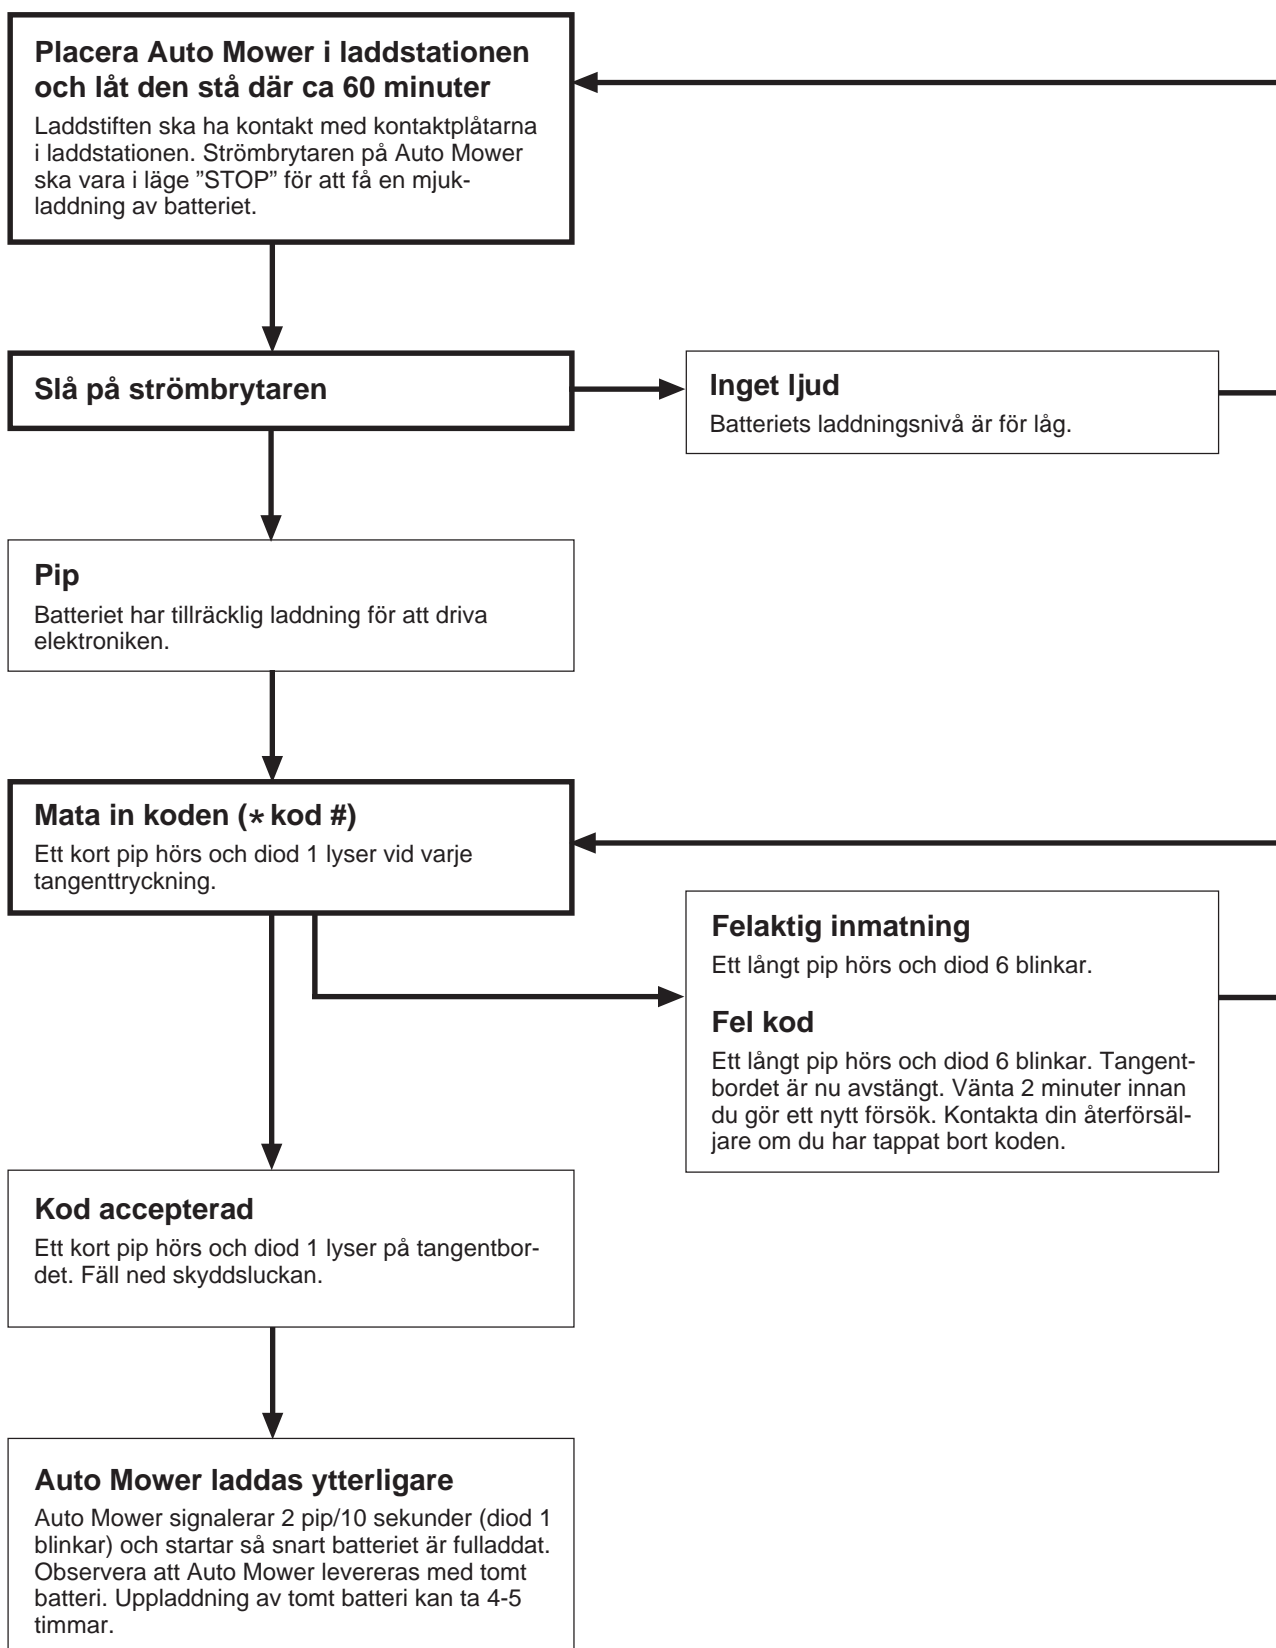 Placera Auto Mower i laddstationen
och låt den stå där ca 60 minuter
Laddstiften ska ha kontakt med kontaktplåtarna
i laddstationen. Strömbrytaren på Auto Mower
ska vara i läge ”STOP” för att få en mjuk-
laddning av batteriet.
Slå på strömbrytaren
Inget ljud
Batteriets laddningsnivå är för låg.
Pip
Batteriet har tillräcklig laddning för att driva
elektroniken.
Mata in koden (* kod #)
Ett kort pip hörs och diod 1 lyser vid varje
tangenttryckning.
Felaktig inmatning
Ett långt pip hörs och diod 6 blinkar.
Fel kod
Ett långt pip hörs och diod 6 blinkar. Tangent-
bordet är nu avstängt. Vänta 2 minuter innan
du gör ett nytt försök. Kontakta din återförsäl-
jare om du har tappat bort koden.
Kod accepterad
Ett kort pip hörs och diod 1 lyser på tangentbor-
det. Fäll ned skyddsluckan.
Auto Mower laddas ytterligare
Auto Mower signalerar 2 pip/10 sekunder (diod 1
blinkar) och startar så snart batteriet är fulladdat.
Observera att Auto Mower levereras med tomt
batteri. Uppladdning av tomt batteri kan ta 4-5
timmar.